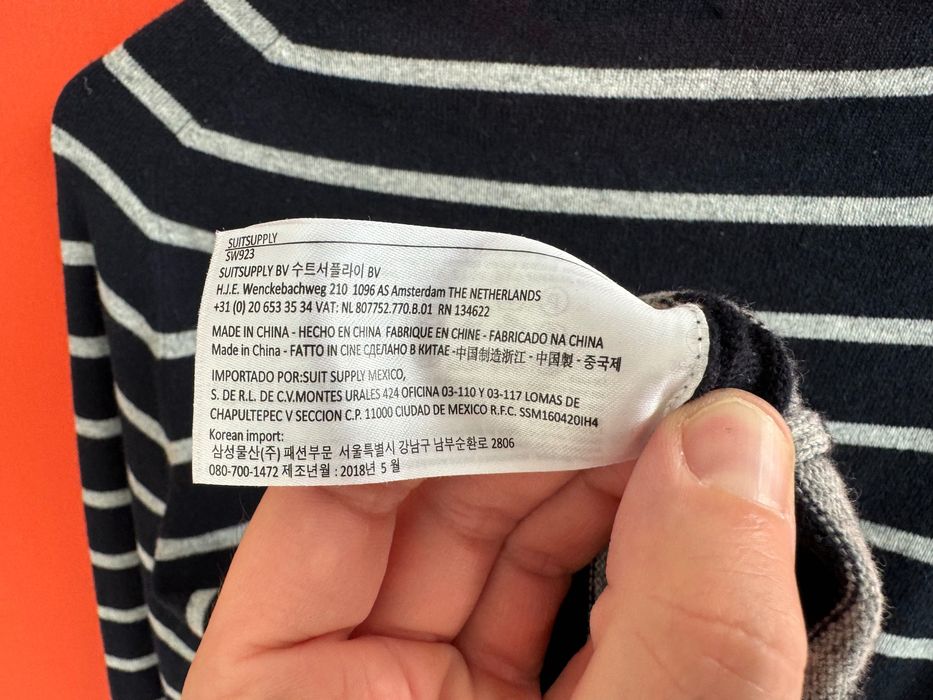 SUITSUPPLY
SW923
SUITSUPPLY BV 수트서플라이 BV
H.J.E. Wenckebachweg 210 1096 AS Amsterdam THE NETHERLANDS
+31 (0) 20 653 35 34 VAT: NL 807752.770.B.01 RN 134622
MADE IN CHINA - HECHO EN CHINA FABRIQUE EN CHINE - FABRICADO NA CHINA
Made in China - FATTO IN CINE СДЕЛАНО В КИТАЕ-中国制造浙江 - 中国製 - 중국제
IMPORTADO POR:SUIT SUPPLY MEXICO,
S. DE R.L. DE C.V.MONTES URALES 424 OFICINA 03-110 Y 03-117 LOMAS DE
CHAPULTEPEC V SECCION C.P. 11000 CIUDAD DE MEXICO R.F.C. SSM160420IH4
Korean import:
삼성물산(주) 패션부문 서울특별시 강남구 남부순환로 2806
080-700-1472 제조년월 : 2018년 5 월